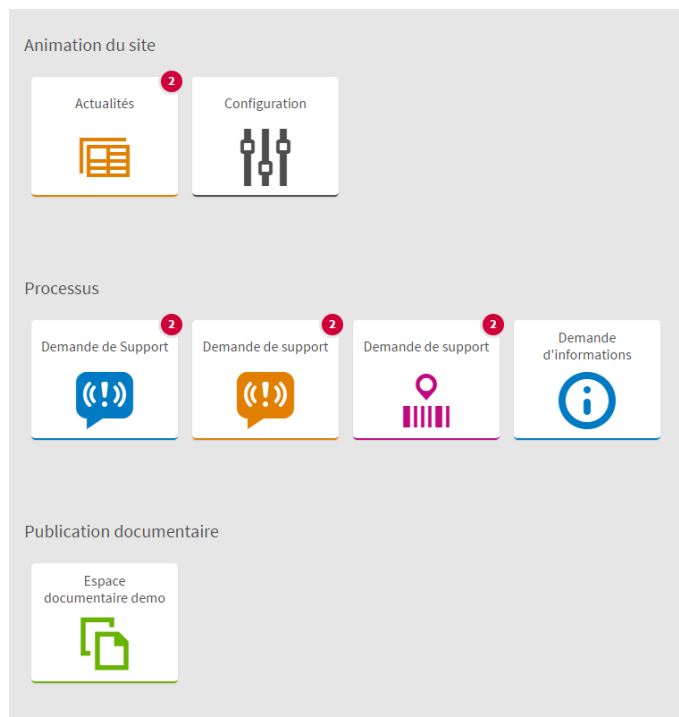 Animation du site
2
Actualités
Configuration
Processus
2
2
2
Demande de Support
Demande de support
Demande de support
Demande
d'informations
Publication documentaire
Espace
documentaire demo